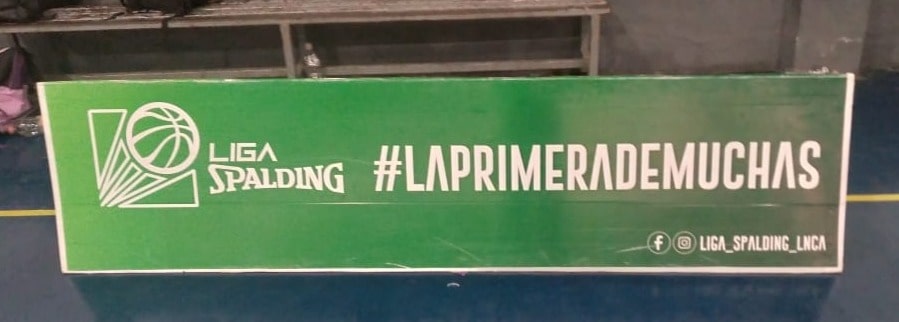 LIGA
SPALDING
#LAPRIMERADEMUCHAS
LIGA_SPALDING_LNCA